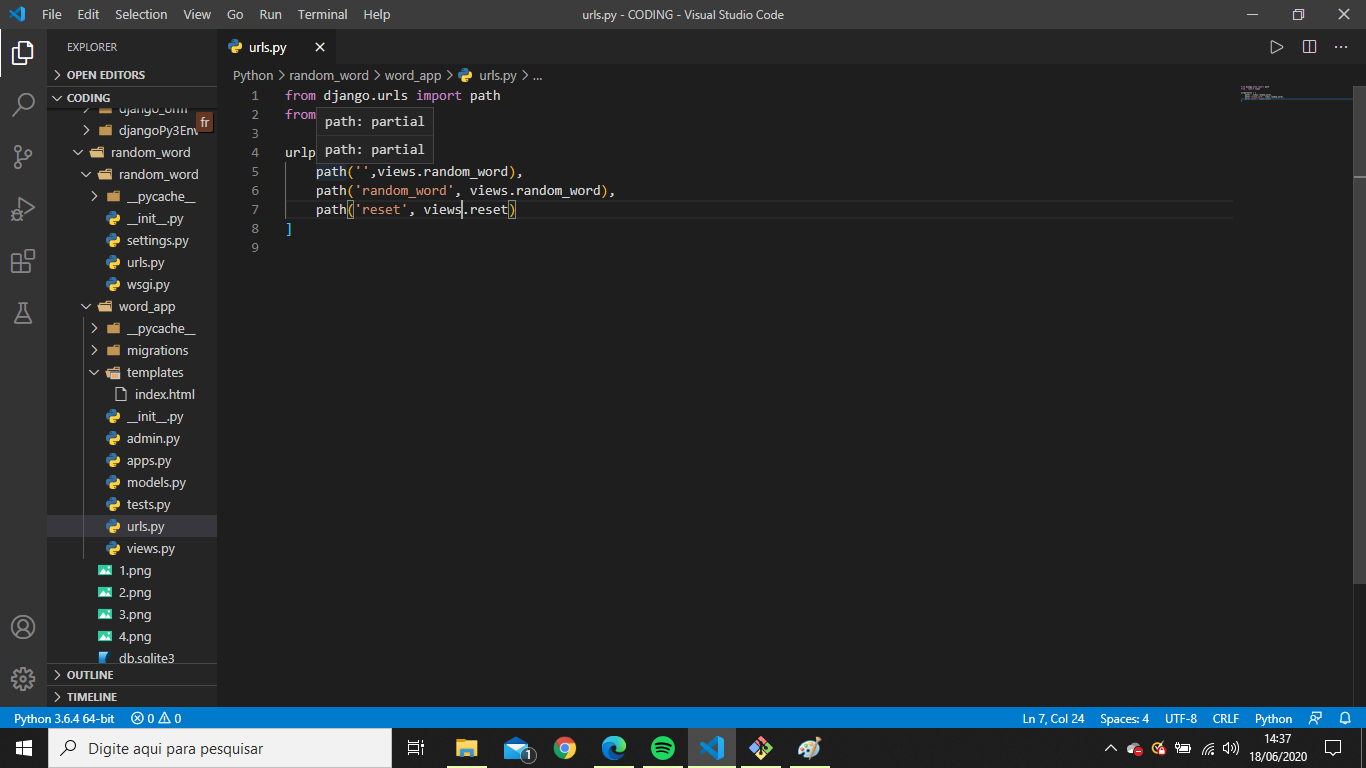 File Edit Selection View Go Run Terminal Help urls.py - CODING - Visual Studio Code
EXPLORER
OPEN EDITORS
CODING
django_orm
djangoPy3Env
fr
random_word
random_word
__pycache__
__init__.py
settings.py
urls.py
wsgi.py
word_app
__pycache__
migrations
templates
index.html
__init__.py
admin.py
apps.py
models.py
tests.py
urls.py
views.py
1.png
2.png
3.png
4.png
db.sqlite3
OUTLINE
TIMELINE
urls.py
Python > random_word > word_app > urls.py > ...
1 from django.urls import path
2 from
path: partial
3
path: partial
4 urlp
5 path('',views.random_word),
6 path('random_word', views.random_word),
7 path('reset', views.reset)
8 ]
9
Python 3.6.4 64-bit 0 0 Ln 7, Col 24 Spaces: 4 UTF-8 CRLF Python
Digite aqui para pesquisar
1
14:37
18/06/2020